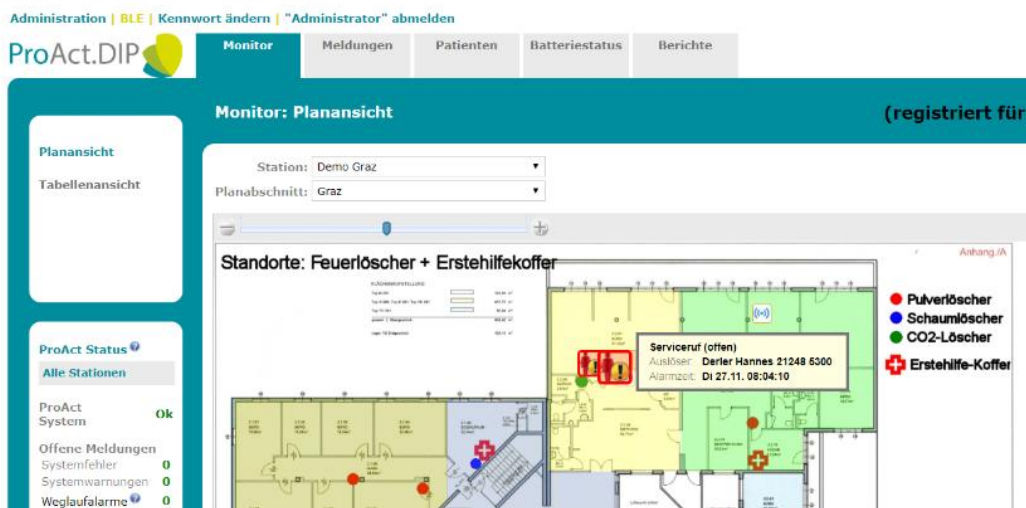 Administration | BLE | Kennwort ändern | "Administrator" abmelden
ProAct.DIP
Monitor Meldungen Patienten Batteriestatus Berichte
Monitor: Planansicht
(registriert für
Planansicht
Tabellenansicht
Station: Demo Graz
Planabschnitt: Graz
Standorte: Feuerlöscher + Erstehilfekoffer
Anhang./A
Pulverlöscher
Schaumlöscher
CO2-Löscher
Erstehilfe-Koffer
Serviceruf (offen)
Auslöser: Derler Hannes 21248 6300
Alarmzeit: Di 27.11. 08:04:10
ProAct Status
Alle Stationen
ProAct
System Ok
Offene Meldungen
Systemfehler 0
Systemwarnungen 0
Weglaufalarme 0